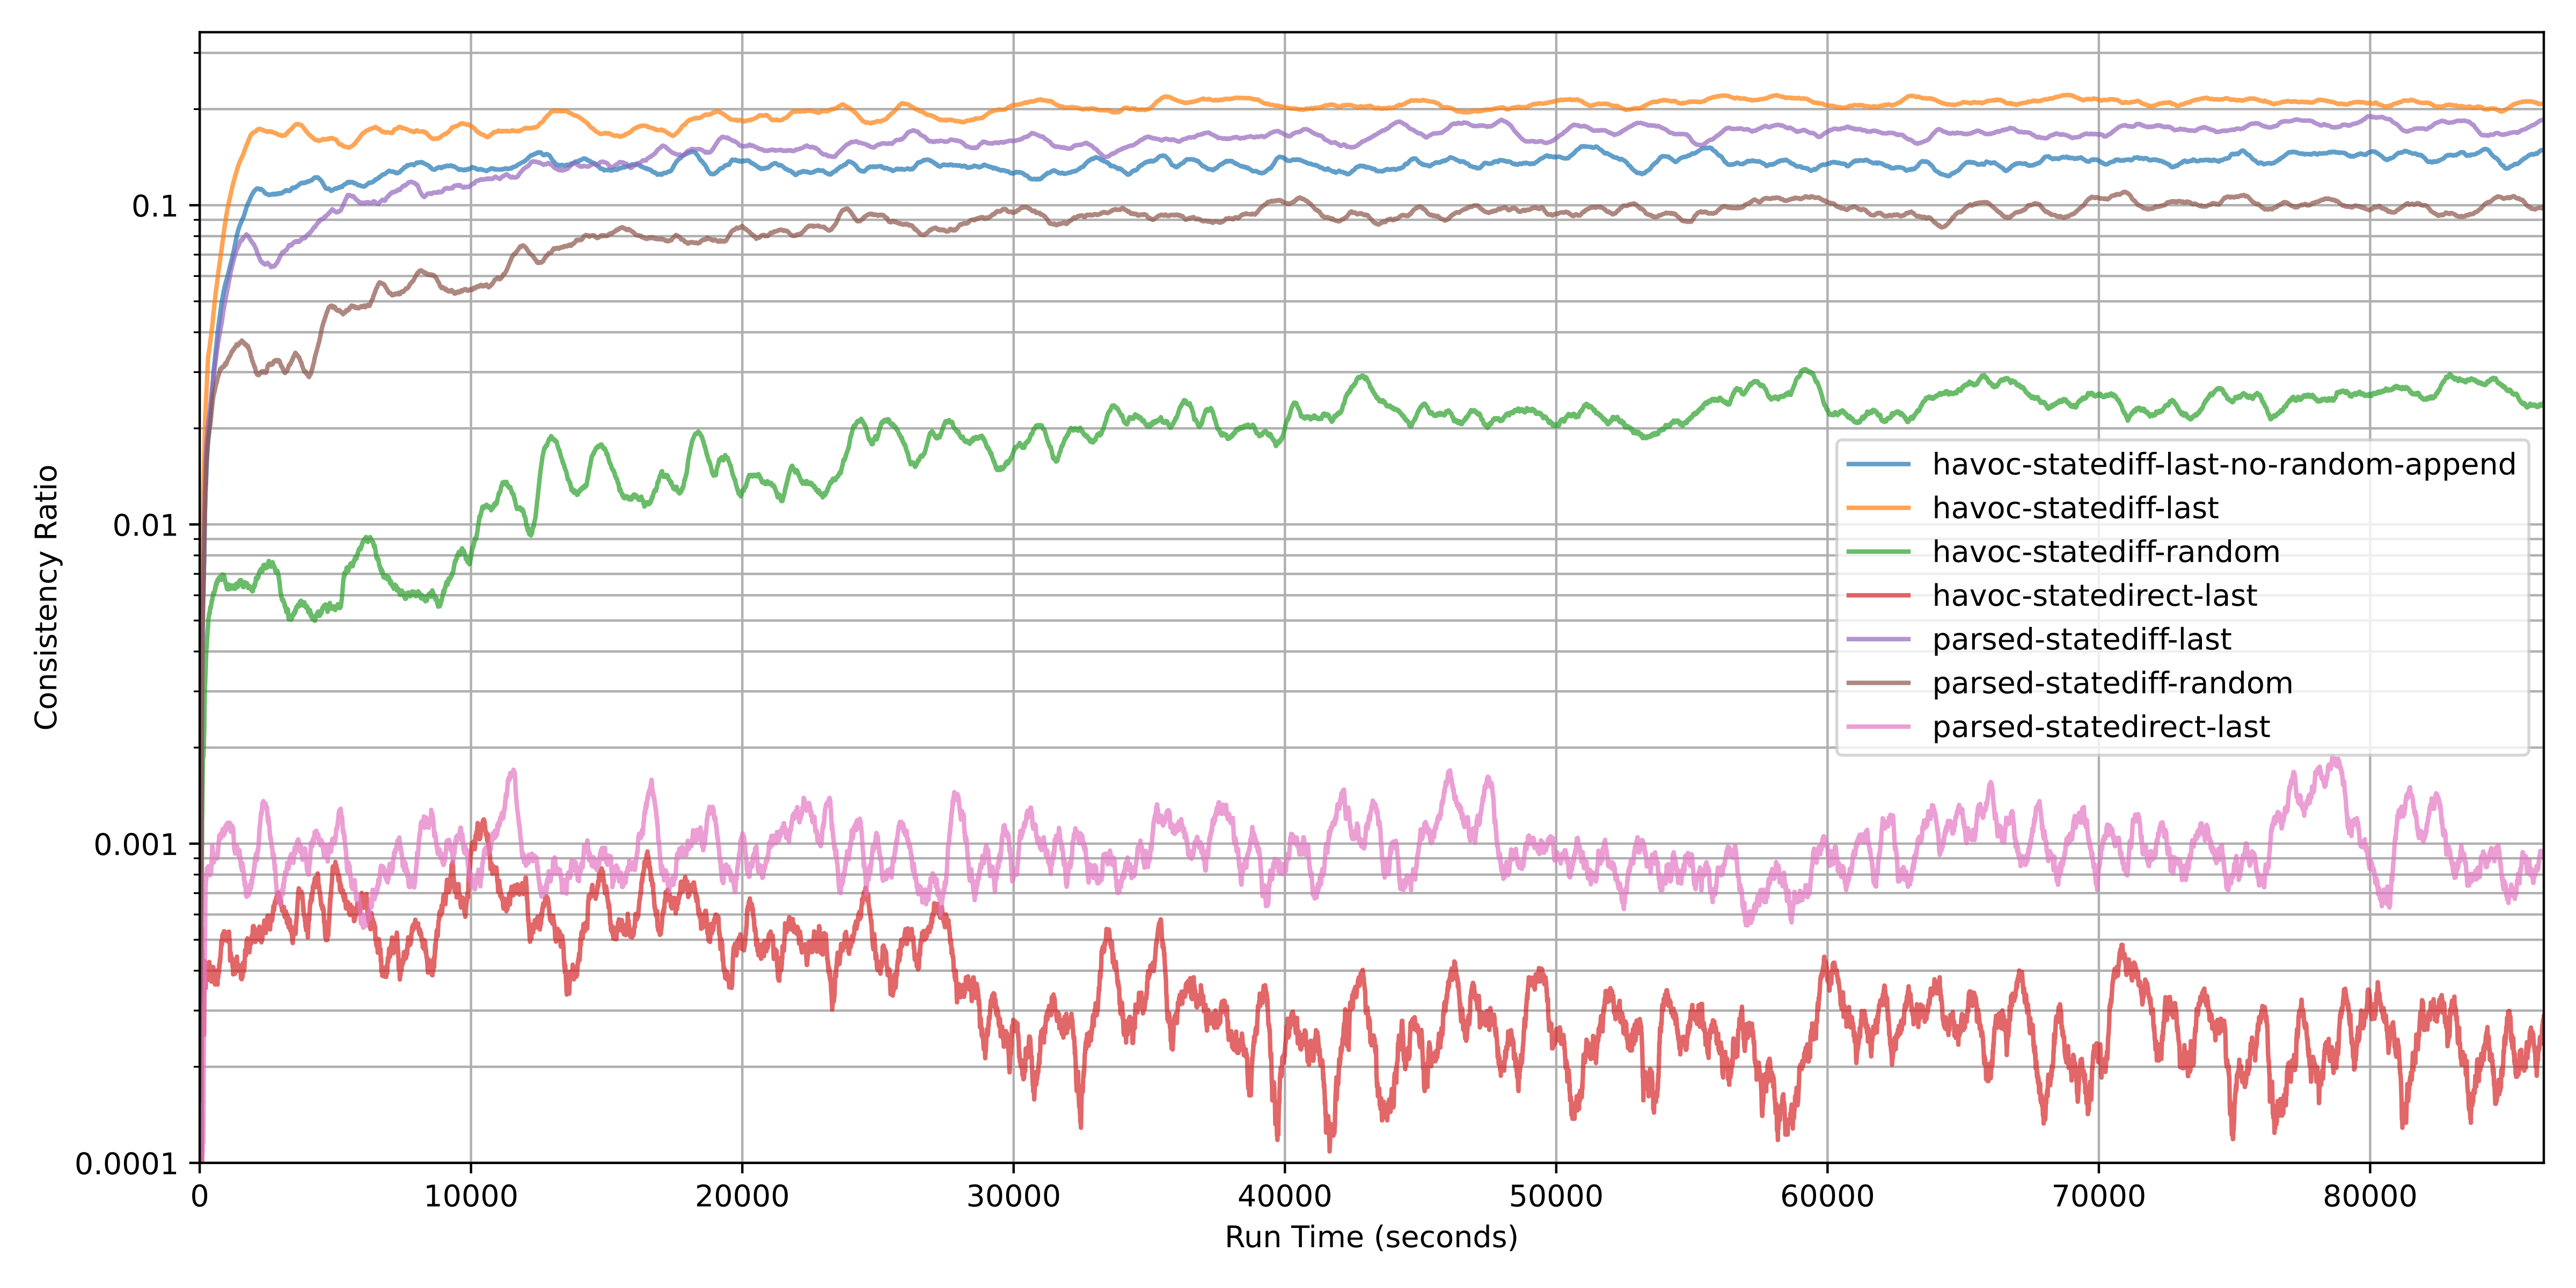 Consistency Ratio
0.1
0.01
0.001
0.0001
0
10000
20000
30000
40000
50000
60000
70000
80000
Run Time (seconds)
havoc-statediff-last-no-random-append
havoc-statediff-last
havoc-statediff-random
havoc-statedirect-last
parsed-statediff-last
parsed-statediff-random
parsed-statedirect-last